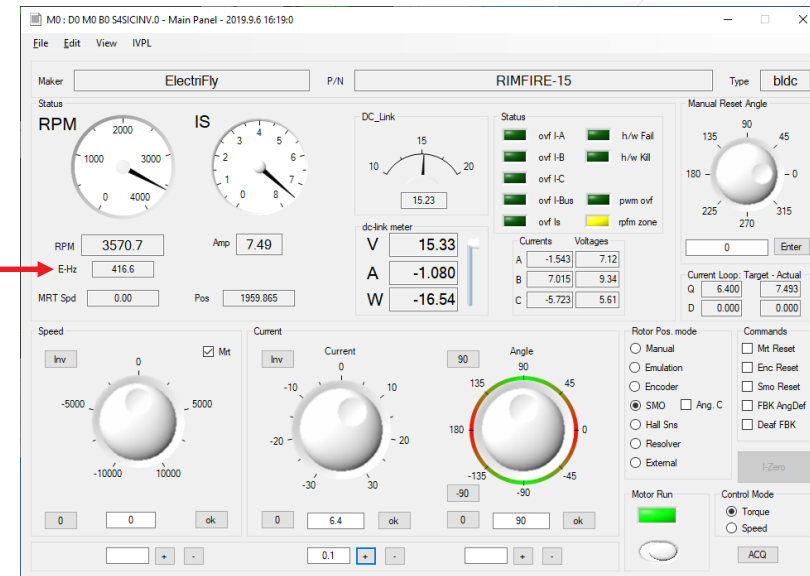 M0 : D0 M0 B0 S4SICINV.0 - Main Panel - 2019.9.6 16:19:0
File Edit View IVPL
Maker ElectriFly P/N RIMFIRE-15 Type bldc
Status
RPM
0 1000 2000 3000 4000
IS
0 1 2 3 4 5 6 7 8
RPM 3570.7
Amp 7.49
E-Hz 416.6
MRT Spd 0.00
Pos 1959.865
DC_Link
10 15 20
15.23
dc-link meter
V 15.33
A -1.080
W -16.54
Status
ovf I-A h/w Fail
ovf I-B h/w Kill
ovf I-C
ovf I-Bus pwm ovf
ovf Is rpfm zone
Currents Voltages
A -1.543 7.12
B 7.015 9.34
C -5.723 5.61
Manual Reset Angle
90
135 45
180 - - 0
225 315
270
0 Enter
Current Loop: Target - Actual
Q 6.400 7.493
D 0.000 0.000
Speed
Inv Mrt
0
-5000 5000
-10000 10000
0 0 ok
+ -
Current
Inv
Current
0
-10 10
-20 20
-30 30
0 6.4 ok
0.1 + -
90
Angle
90
135 45
180 0
-135 -45
-90 -90
0 90 ok
+ -
Rotor Pos. mode
Manual
Emulation
Encoder
SMO Ang. C
Hall Sns
Resolver
External
Commands
Mrt Reset
Enc Reset
Smo Reset
FBK AngDef
Deaf FBK
I-Zero
Motor Run
Control Mode
Torque
Speed
ACQ